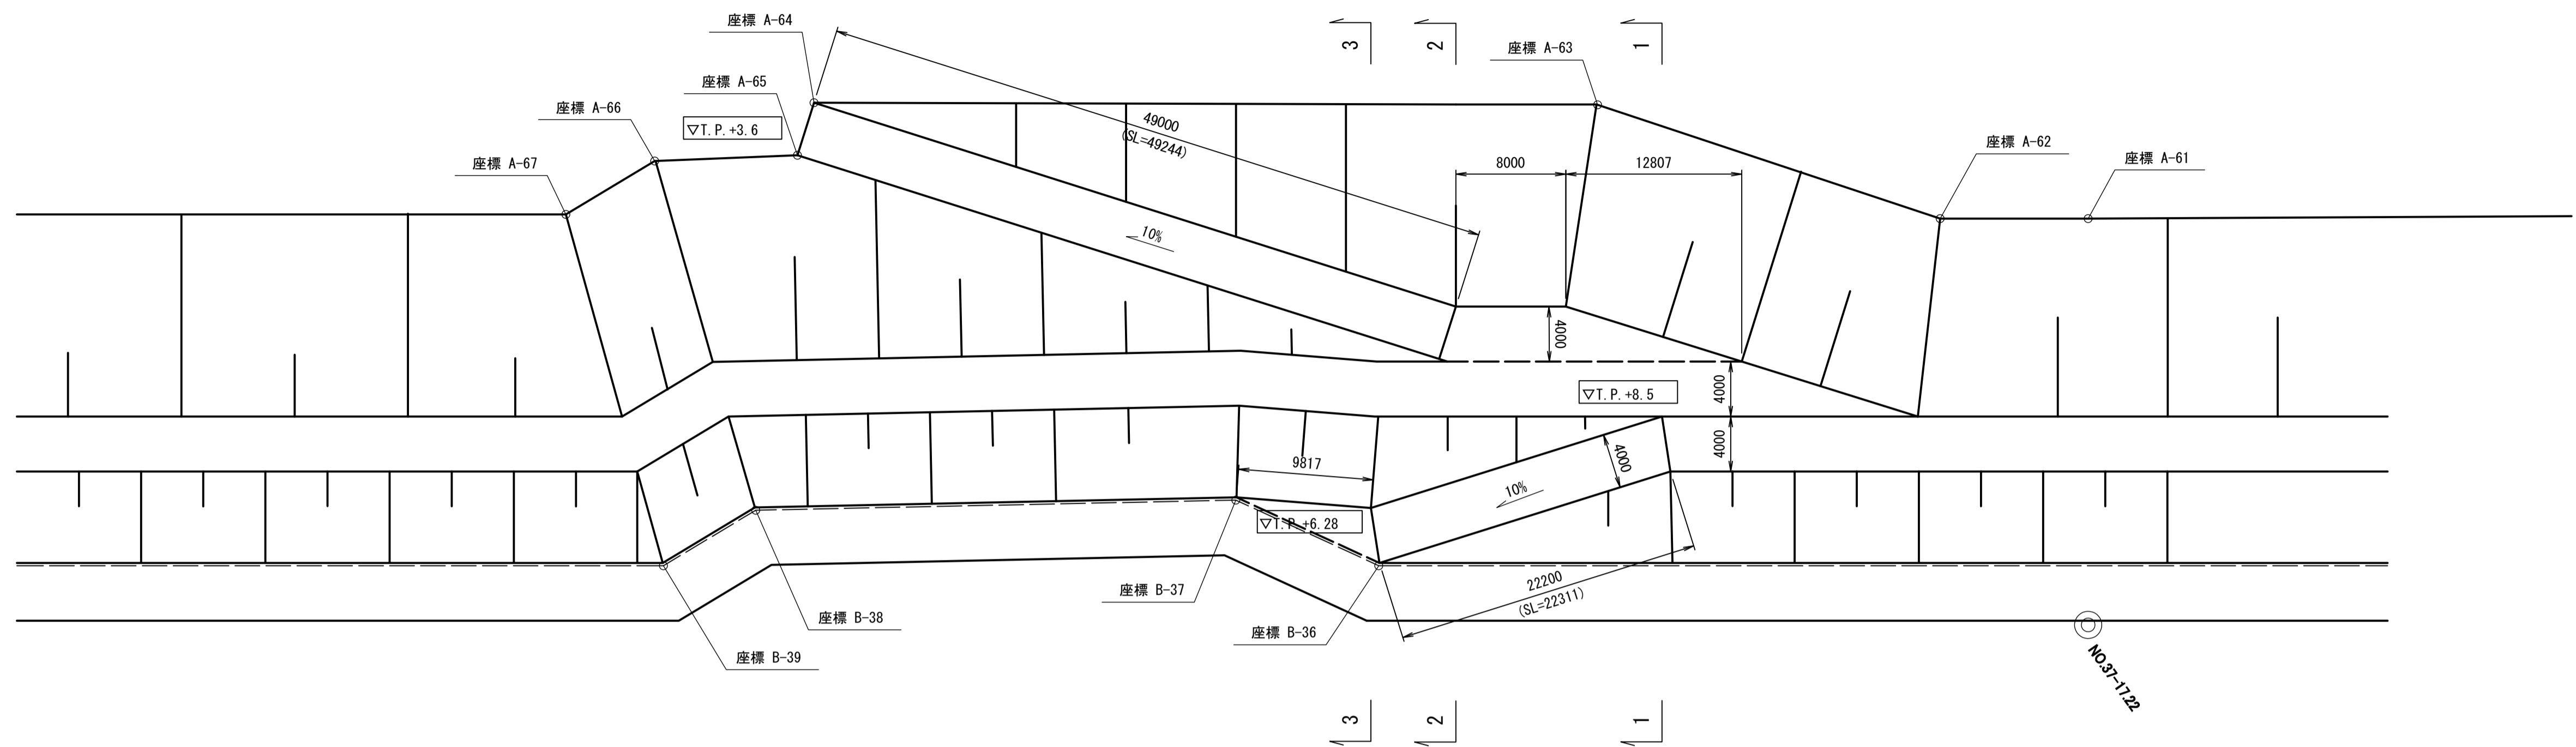 座標 A-64
3
2
1
座標 A-63
座標 A-65
座標 A-66
▽T.P.+3.6
49000
(SL=49244)
座標 A-67
8000
12807
座標 A-62
座標 A-61
10%
4000
▽T.P.+8.5
4000
4000
9817
4000
10%
▽T.P.+6.28
22200
(SL=22311)
座標 B-37
座標 B-38
座標 B-36
座標 B-39
NO.37-17.22
3
2
1